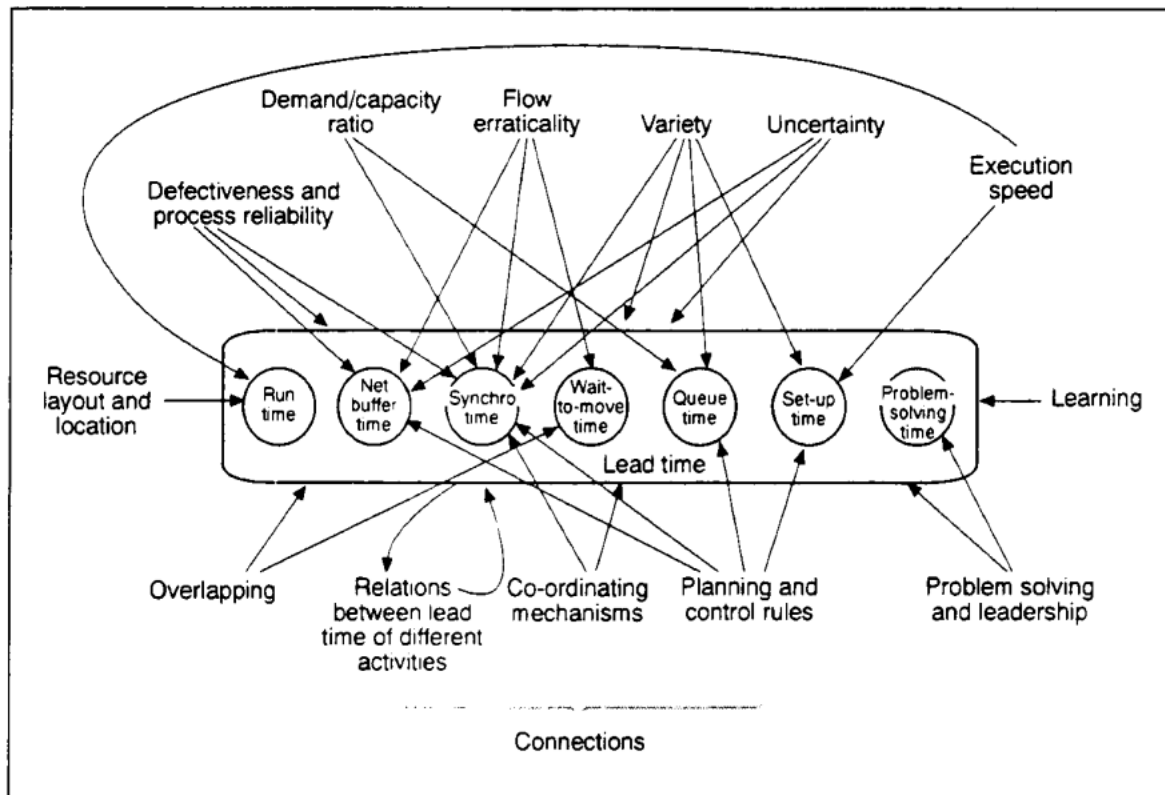 Demand/capacity
ratio
Flow
erraticality
Variety
Uncertainty
Execution
speed
Defectiveness and
process reliability
Resource
layout and
location
Run
time
Net
buffer
time
Synchro
time
Wait-
to-move
time
Queue
time
Set-up
time
Problem-
solving
time
Lead time
Learning
Overlapping
Relations
between lead
time of different
activities
Co-ordinating
mechanisms
Planning and
control rules
Problem solving
and leadership
Connections